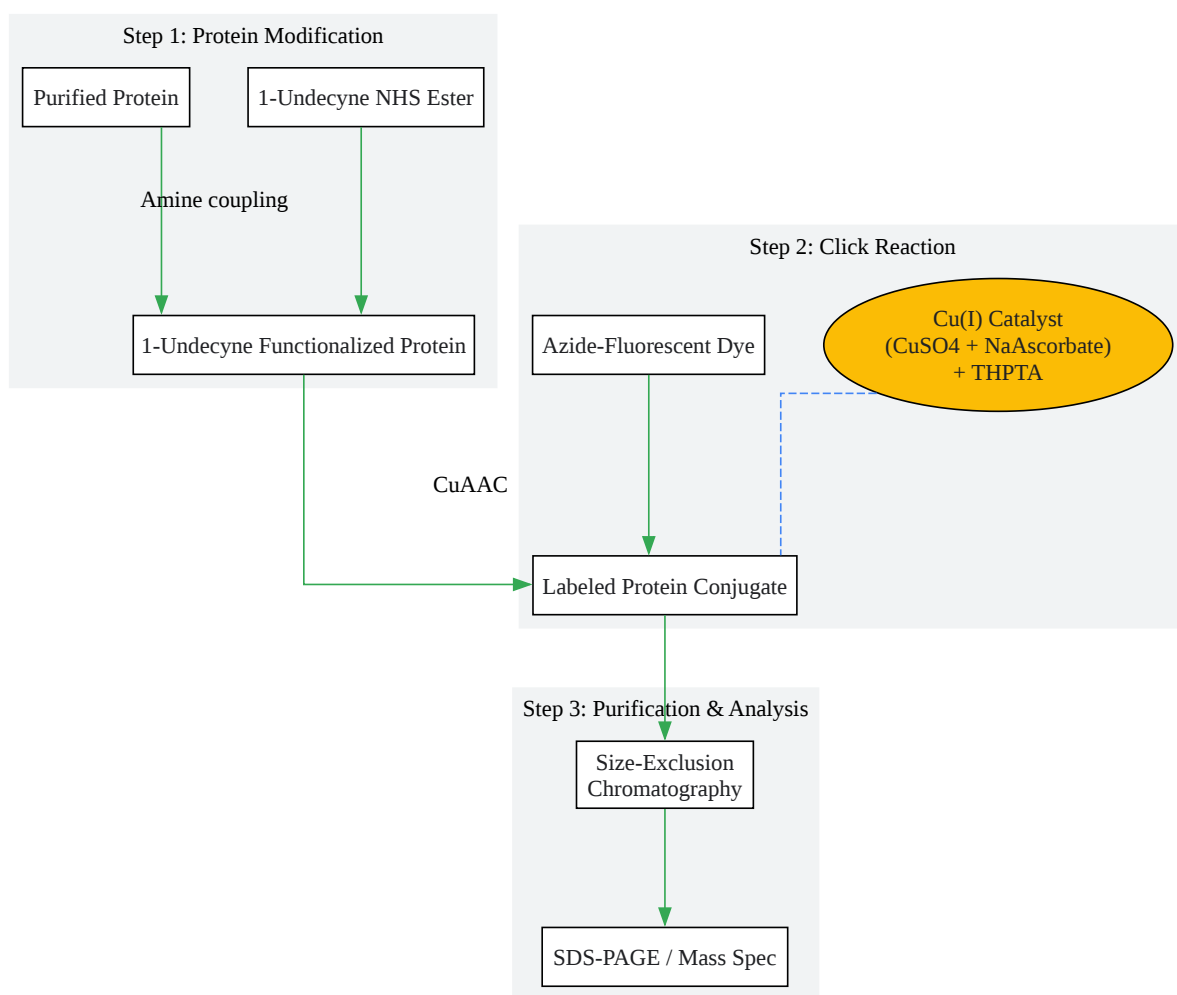 Step 1: Protein Modification
Purified Protein
1-Undecyne NHS Ester
Amine coupling
1-Undecyne Functionalized Protein
Step 2: Click Reaction
Azide-Fluorescent Dye
Cu(I) Catalyst
(CuSO4 + NaAscorbate)
+ THPTA
CuAAC
Labeled Protein Conjugate
Step 3: Purification & Analysis
Size-Exclusion
Chromatography
SDS-PAGE / Mass Spec